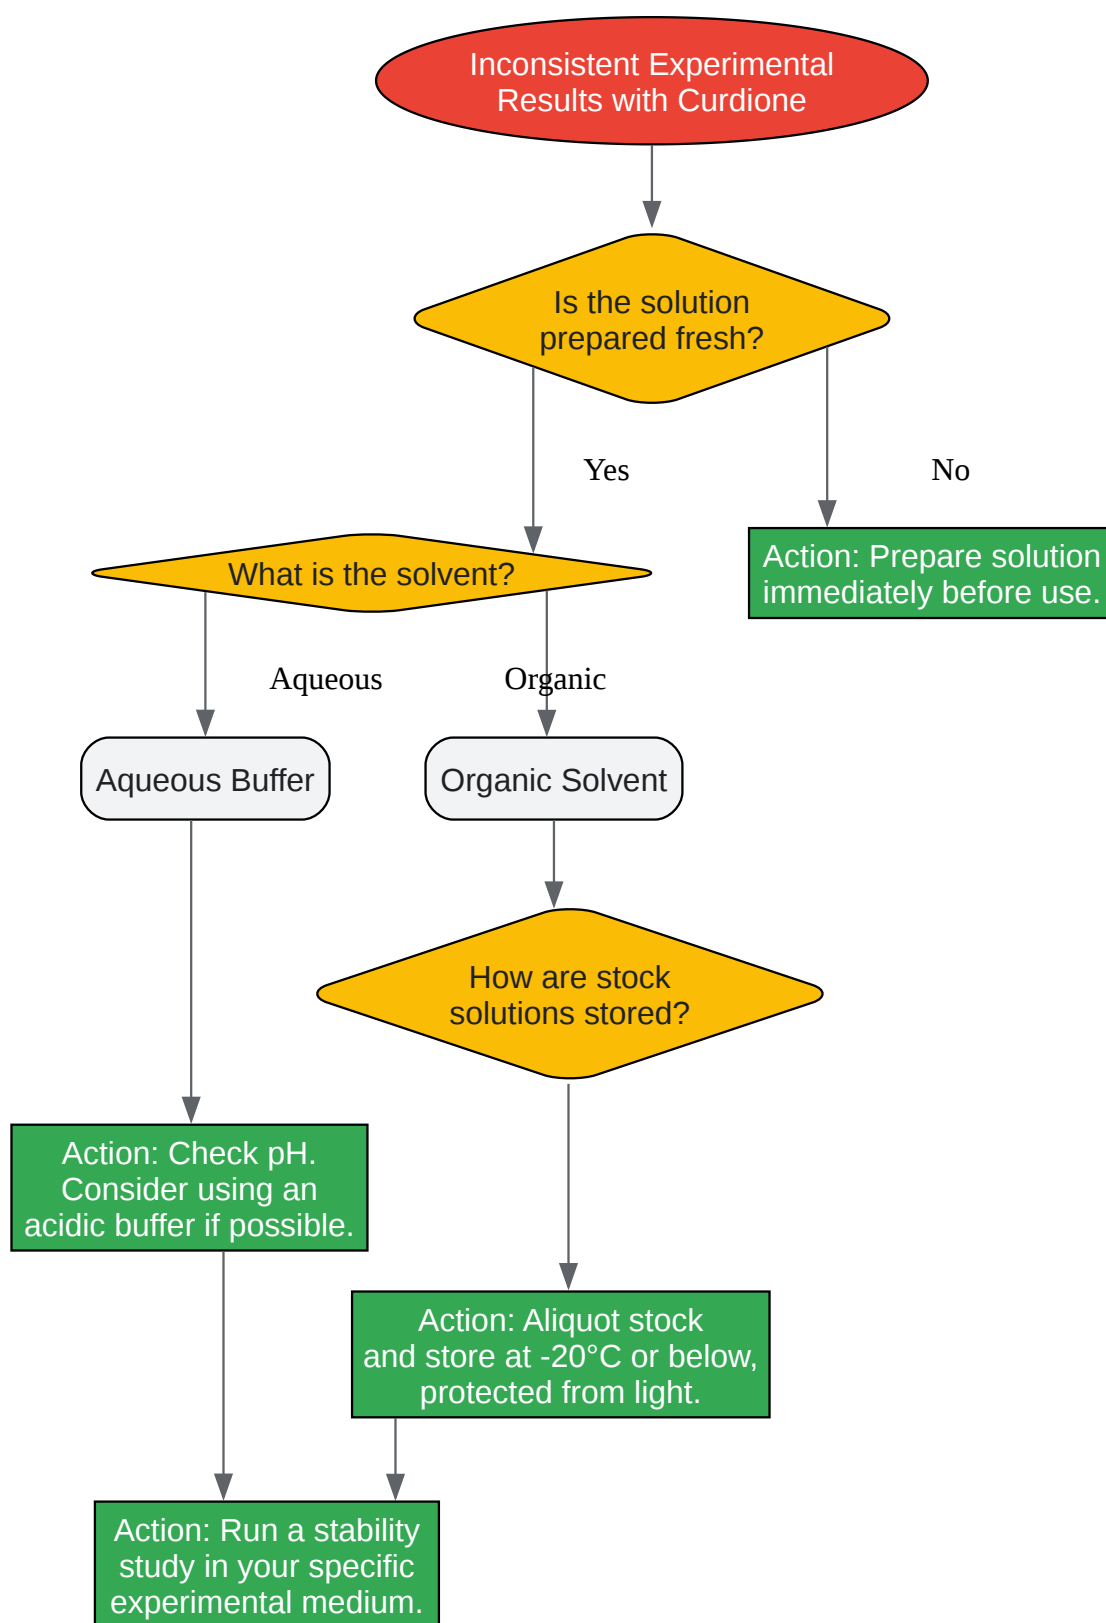 Inconsistent Experimental
Results with Curdione
Is the solution
prepared fresh?
Yes
No
What is the solvent?
Action: Prepare solution
immediately before use.
Aqueous
Organic
Aqueous Buffer
Organic Solvent
How are stock
solutions stored?
Action: Check pH.
Consider using an
acidic buffer if possible.
Action: Aliquot stock
and store at -20°C or below,
protected from light.
Action: Run a stability
study in your specific
experimental medium.